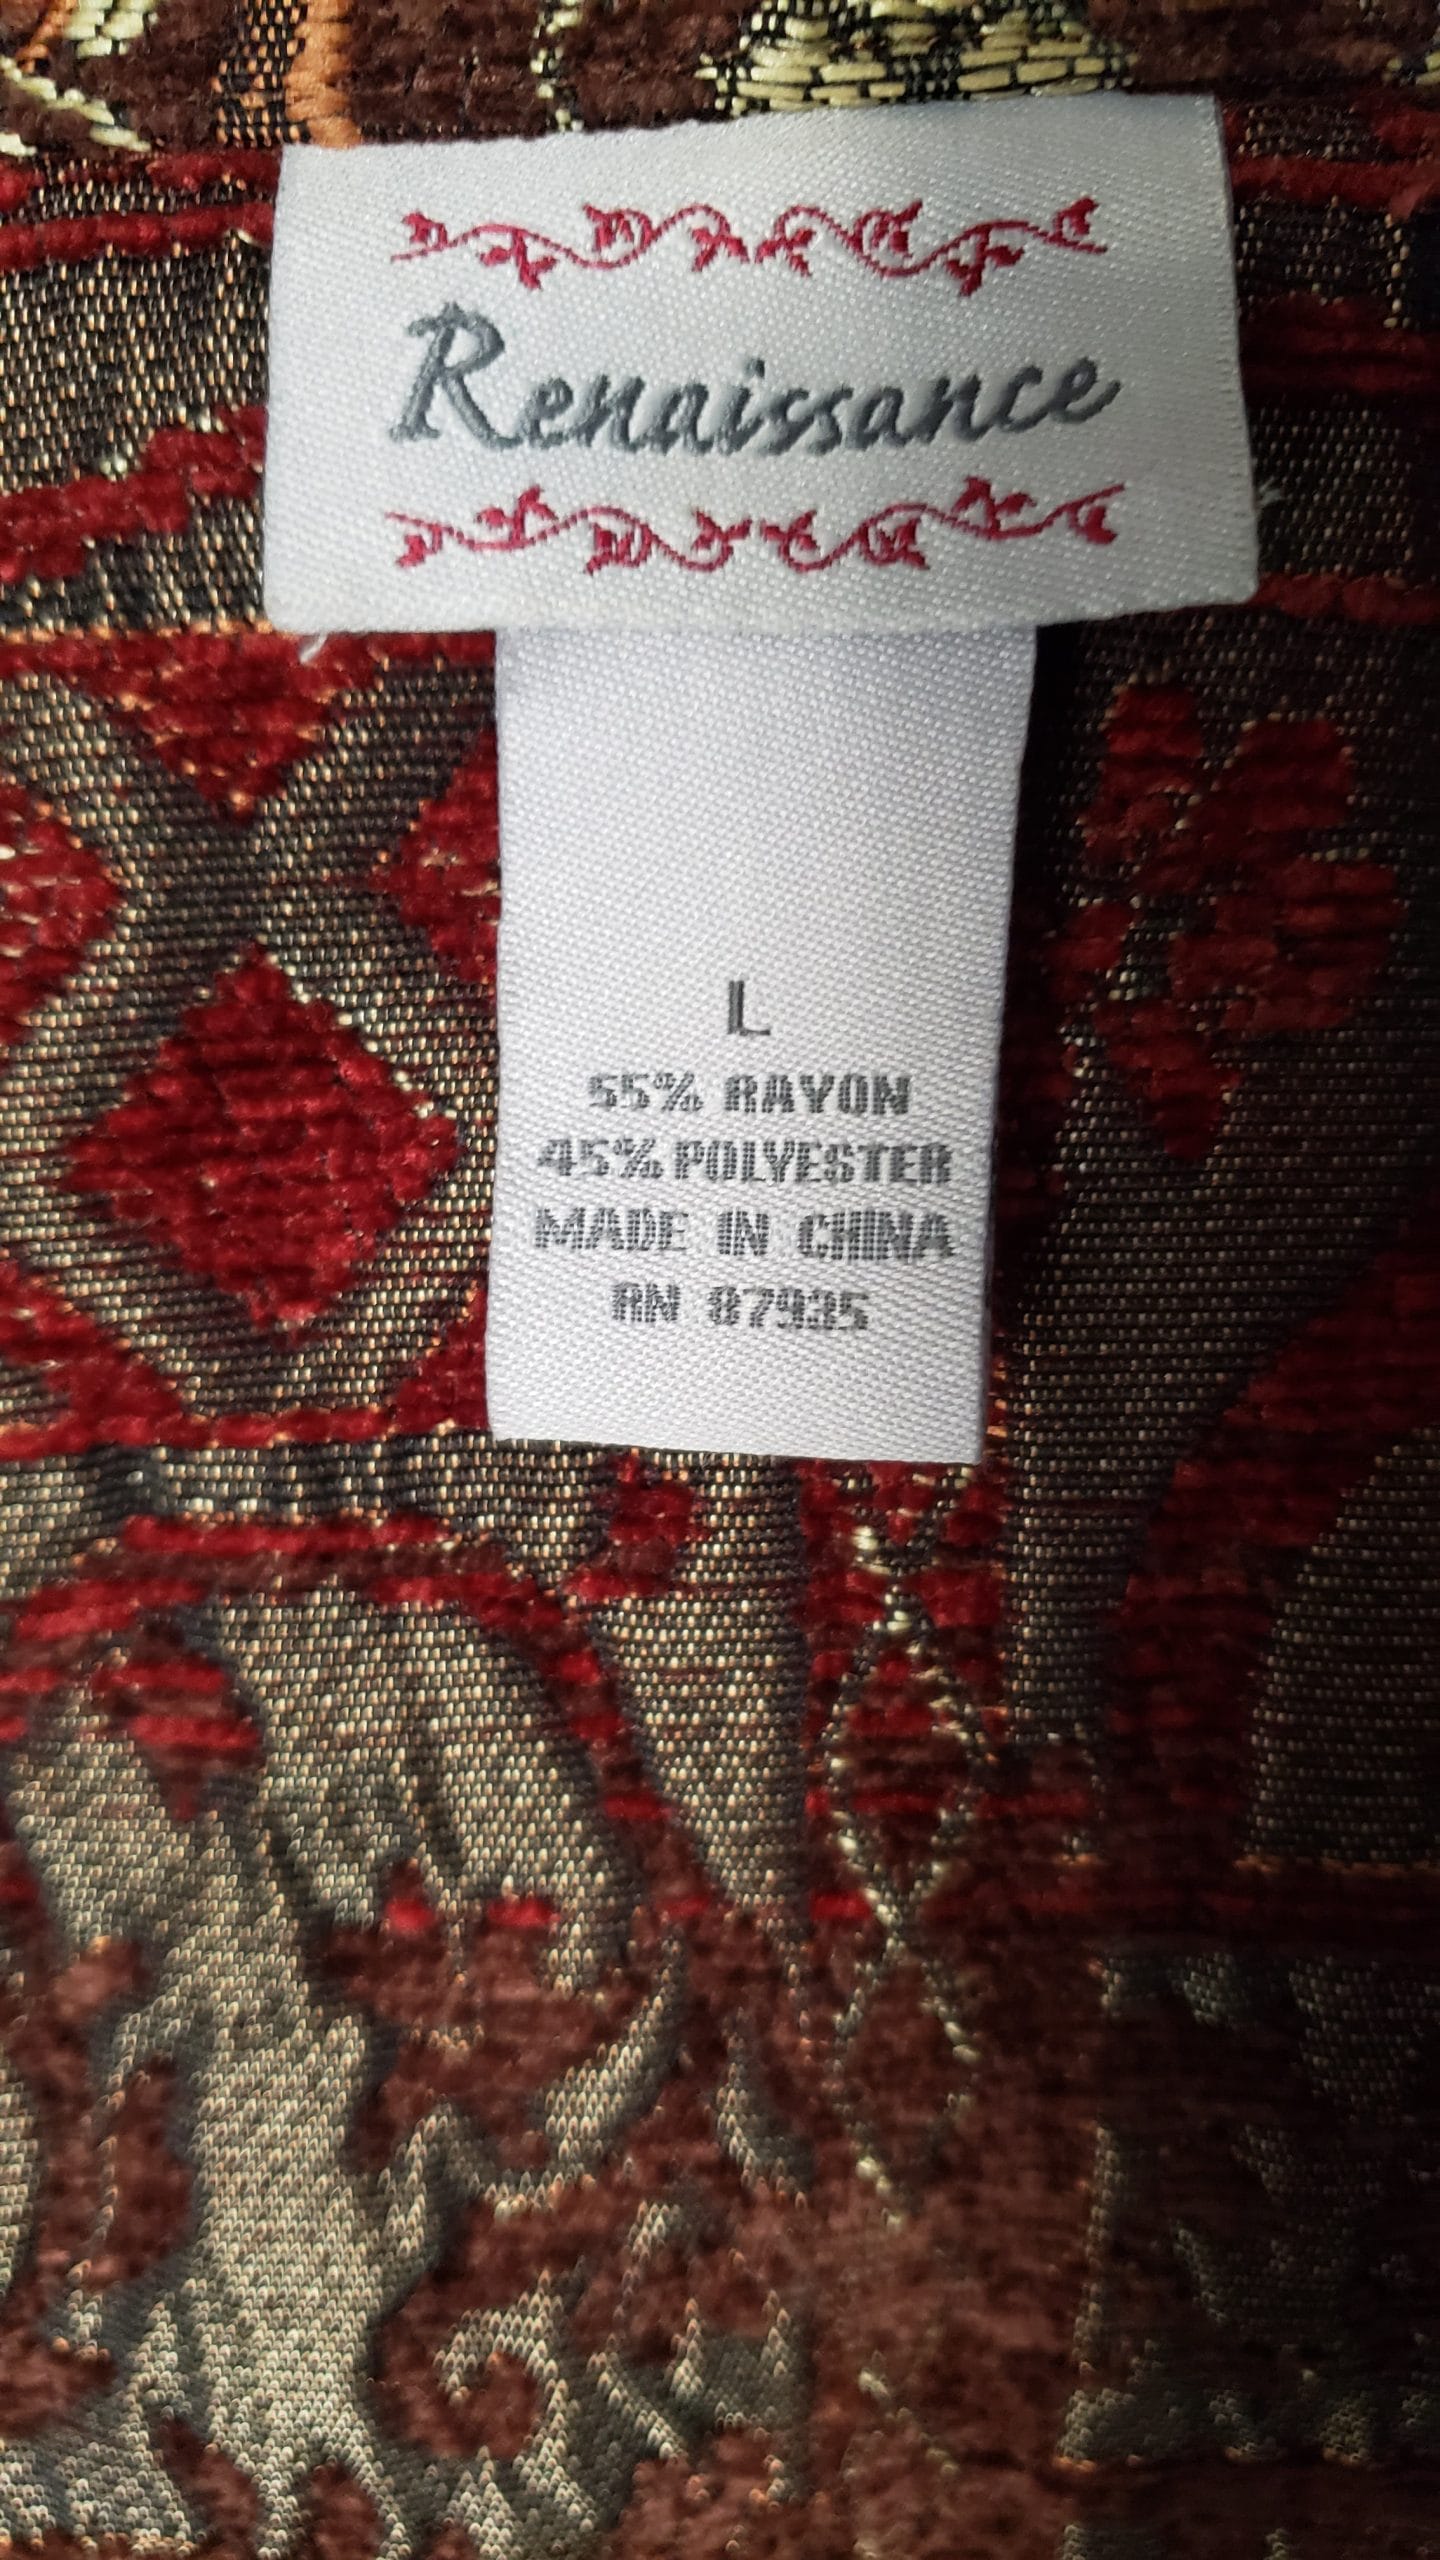 Renaissance
L
55% RAYON
45% POLYESTER
MADE IN CHINA
RN 87935